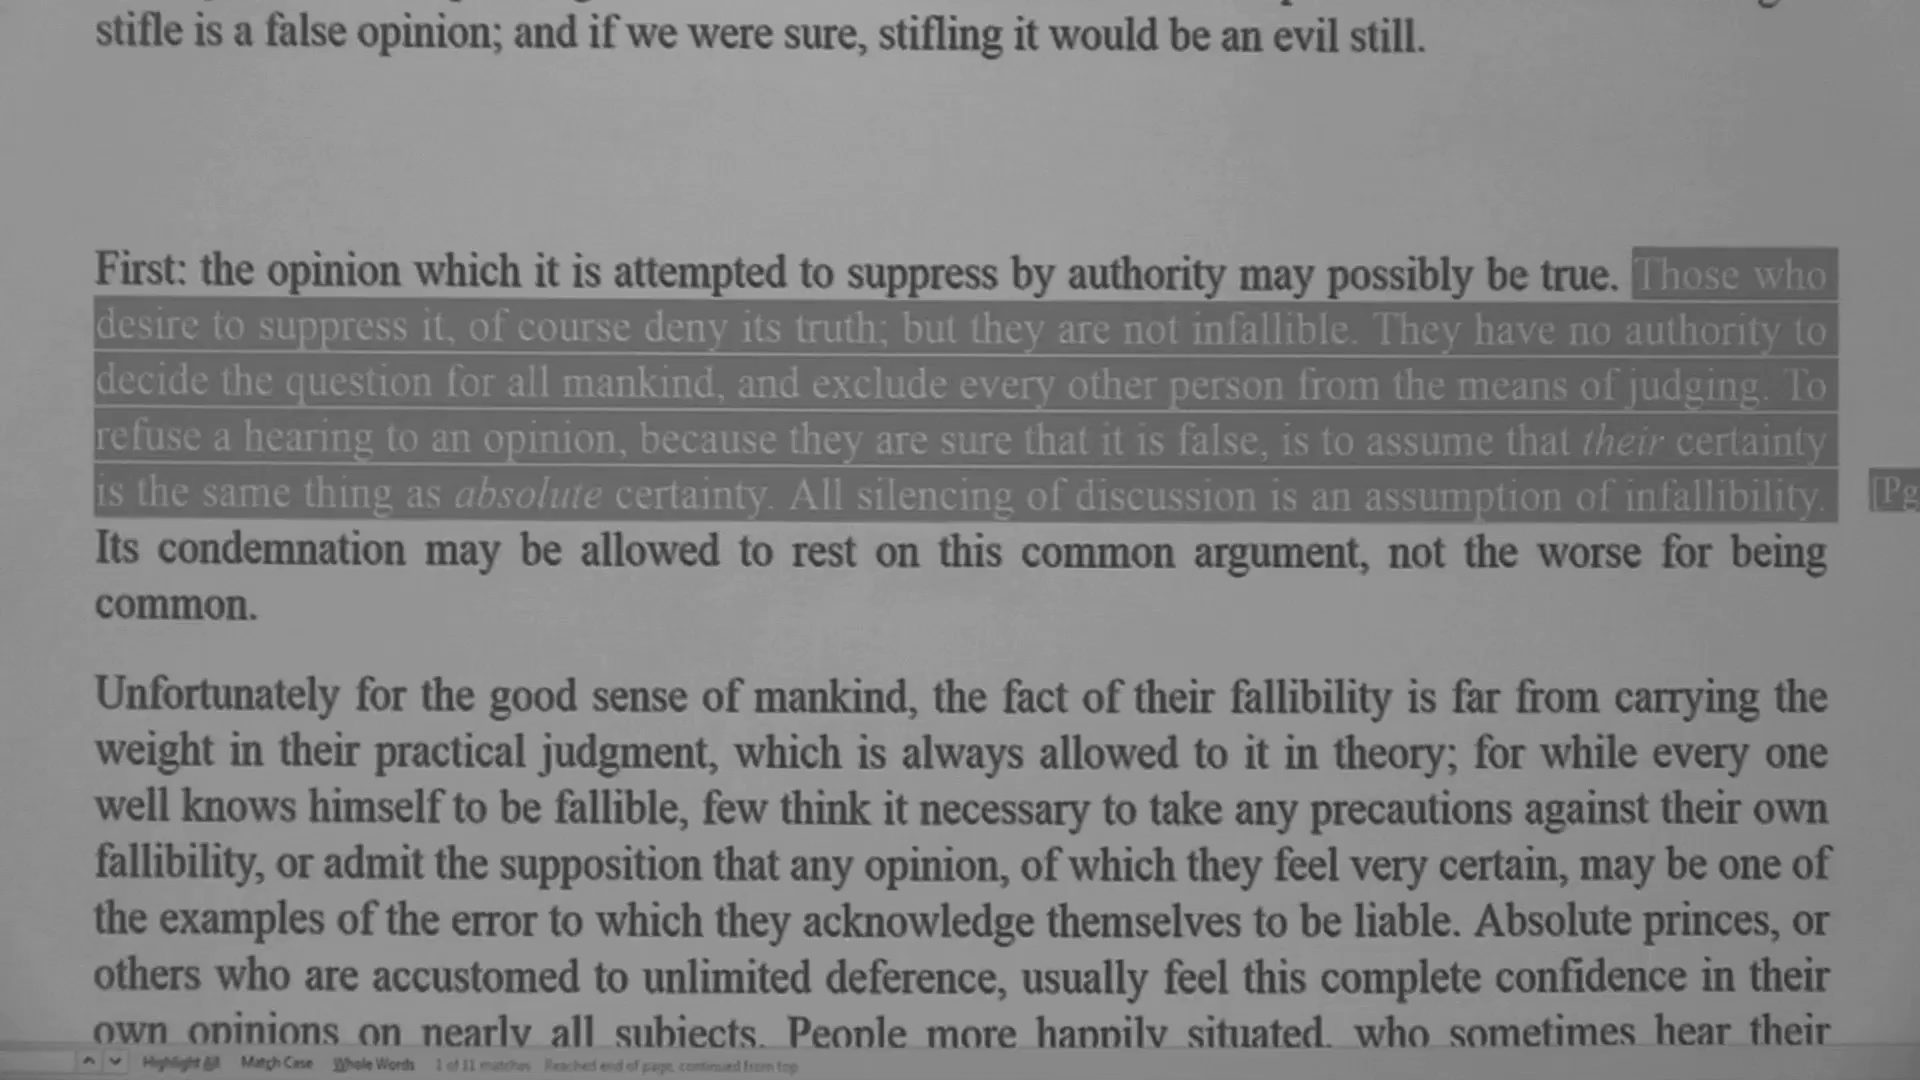 stifle is a false opinion; and if we were sure, stifling it would be an evil still.
First: the opinion which it is attempted to suppress by authority may possibly be true. Those who
desire to suppress it, of course deny its truth; but they are not infallible. They have no authority to
decide the question for all mankind, and exclude every other person from the means of judging. To
refuse a hearing to an opinion, because they are sure that it is false, is to assume that their certainty
is the same thing as absolute certainty. All silencing of discussion is an assumption of infallibility. [Pg
Its condemnation may be allowed to rest on this common argument, not the worse for being
common.
Unfortunately for the good sense of mankind, the fact of their fallibility is far from carrying the
weight in their practical judgment, which is always allowed to it in theory; for while every one
well knows himself to be fallible, few think it necessary to take any precautions against their own
fallibility, or admit the supposition that any opinion, of which they feel very certain, may be one of
the examples of the error to which they acknowledge themselves to be liable. Absolute princes, or
others who are accustomed to unlimited deference, usually feel this complete confidence in their
own opinions on nearly all subjects. People more happily situated, who sometimes hear their
Highlight All Match Case Whole Words 1 of 11 matches Reached end of page, continued from top